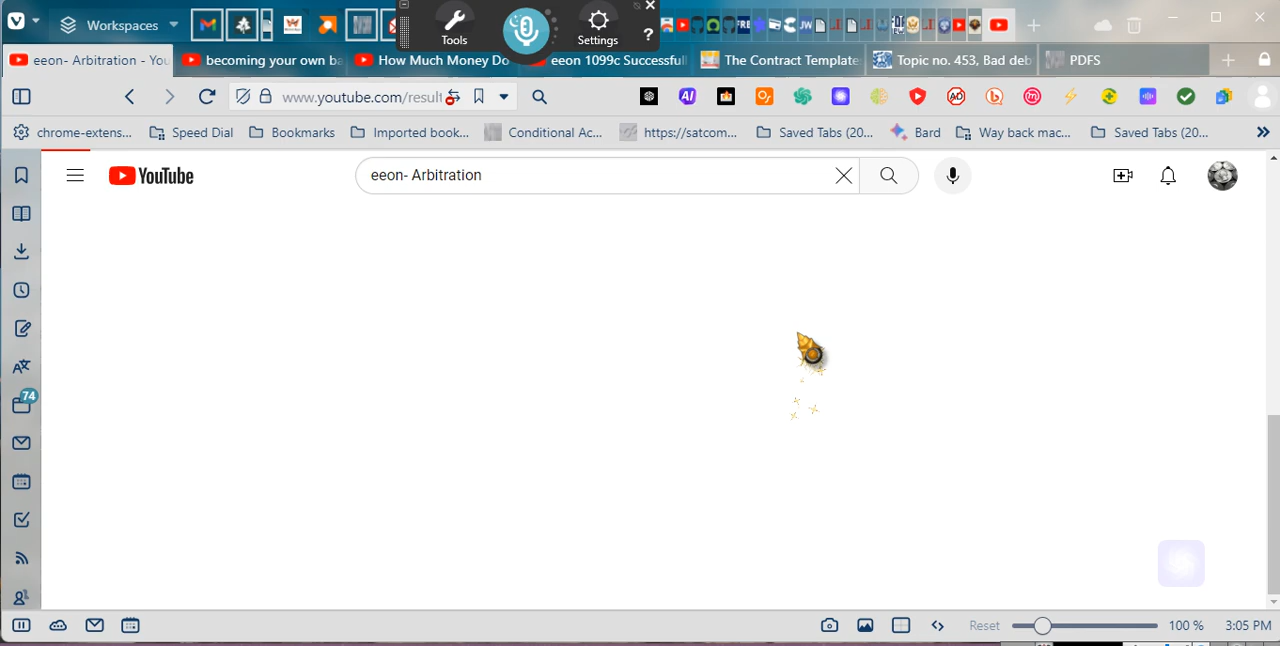 Workspaces
Tools
Settings
?
eeon- Arbitration - You
becoming your own ba
How Much Money Do
eeon 1099c Successful
The Contract Template
Topic no. 453, Bad deb
PDFS
www.youtube.com/result
chrome-extens...
Speed Dial
Bookmarks
Imported book...
Conditional Ac...
https://satcom...
Saved Tabs (20...
Bard
Way back mac...
Saved Tabs (20...
YouTube
eeon- Arbitration
74
Reset
100 %
3:05 PM